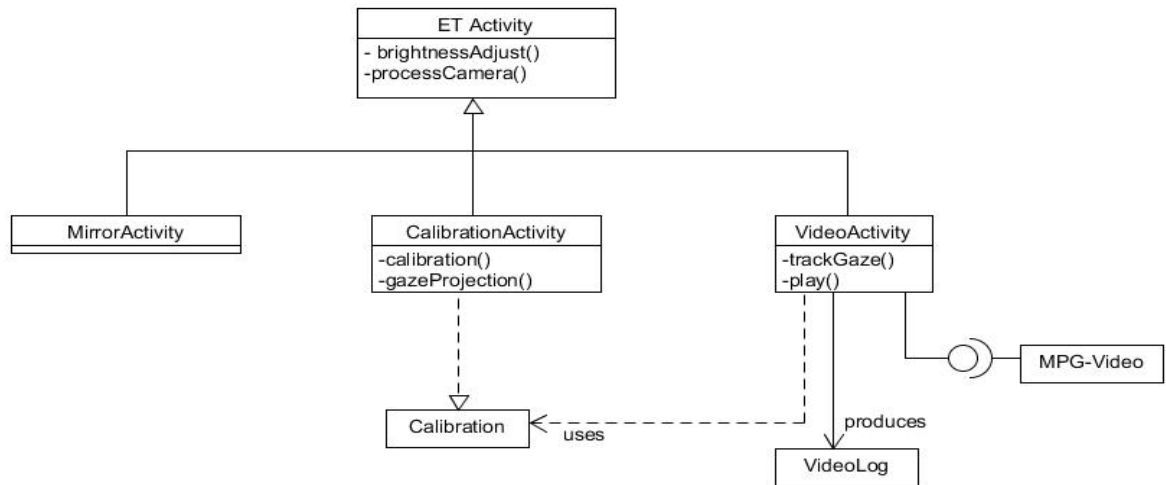 ET Activity
- brightnessAdjust()
-processCamera()
MirrorActivity
CalibrationActivity
-calibration()
-gazeProjection()
VideoActivity
-trackGaze()
-play()
MPG-Video
Calibration
uses
produces
VideoLog